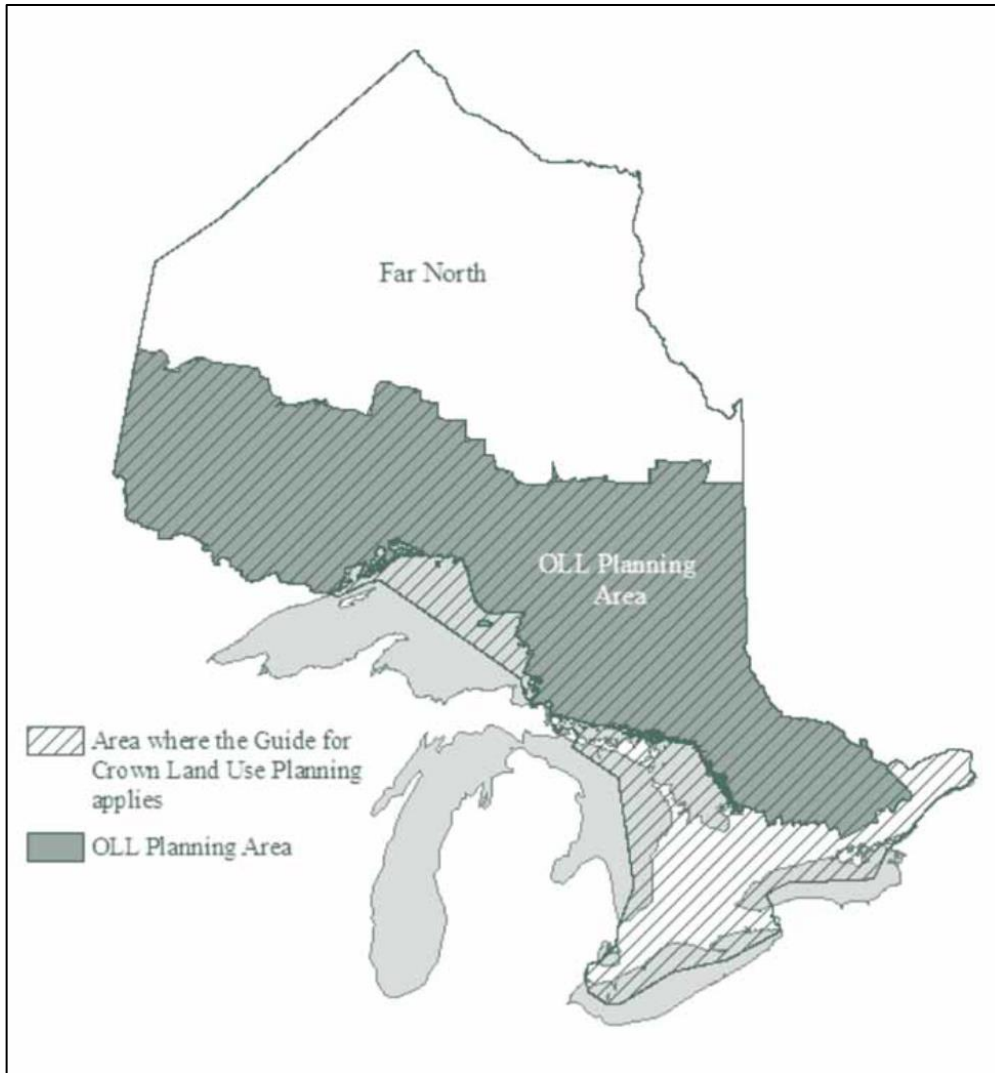 Far North
OLL Planning
Area
Area where the Guide for
Crown Land Use Planning
applies
OLL Planning Area